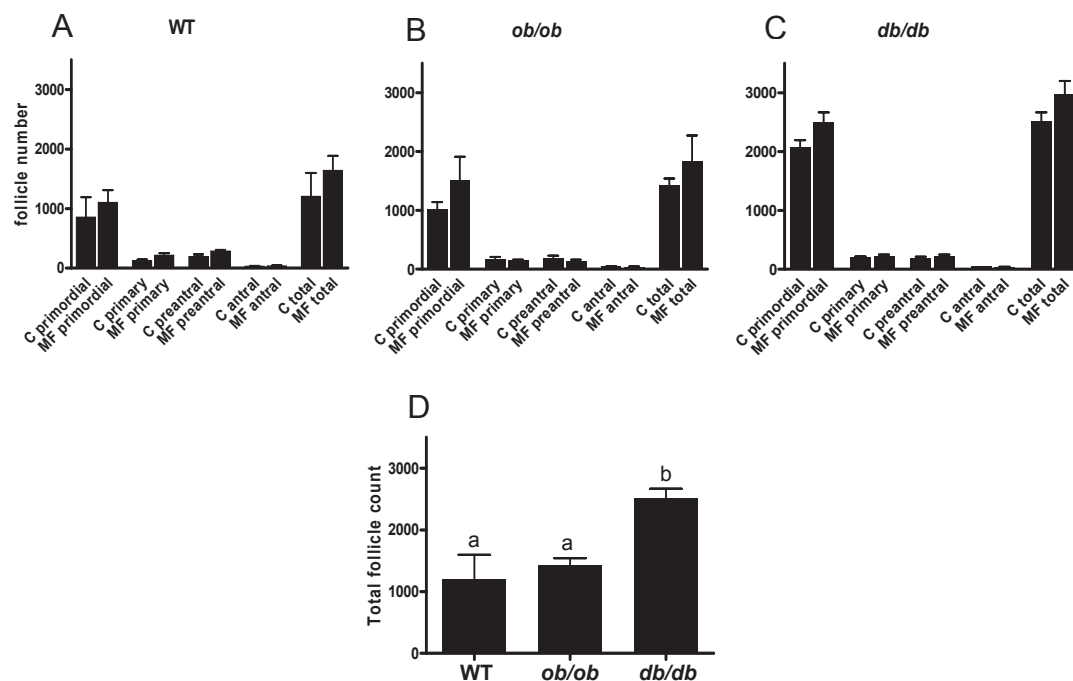 A
WT
follicle number
3000
2000
1000
0
C primordial
MF primordial
C primary
MF primary
C preantral
MF preantral
C antral
MF antral
C total
MF total
B
ob/ob
3000
2000
1000
0
C primordial
MF primordial
C primary
MF primary
C preantral
MF preantral
C antral
MF antral
C total
MF total
C
db/db
3000
2000
1000
0
C primordial
MF primordial
C primary
MF primary
C preantral
MF preantral
C antral
MF antral
C total
MF total
D
Total follicle count
3000
2000
1000
0
a
a
b
WT
ob/ob
db/db